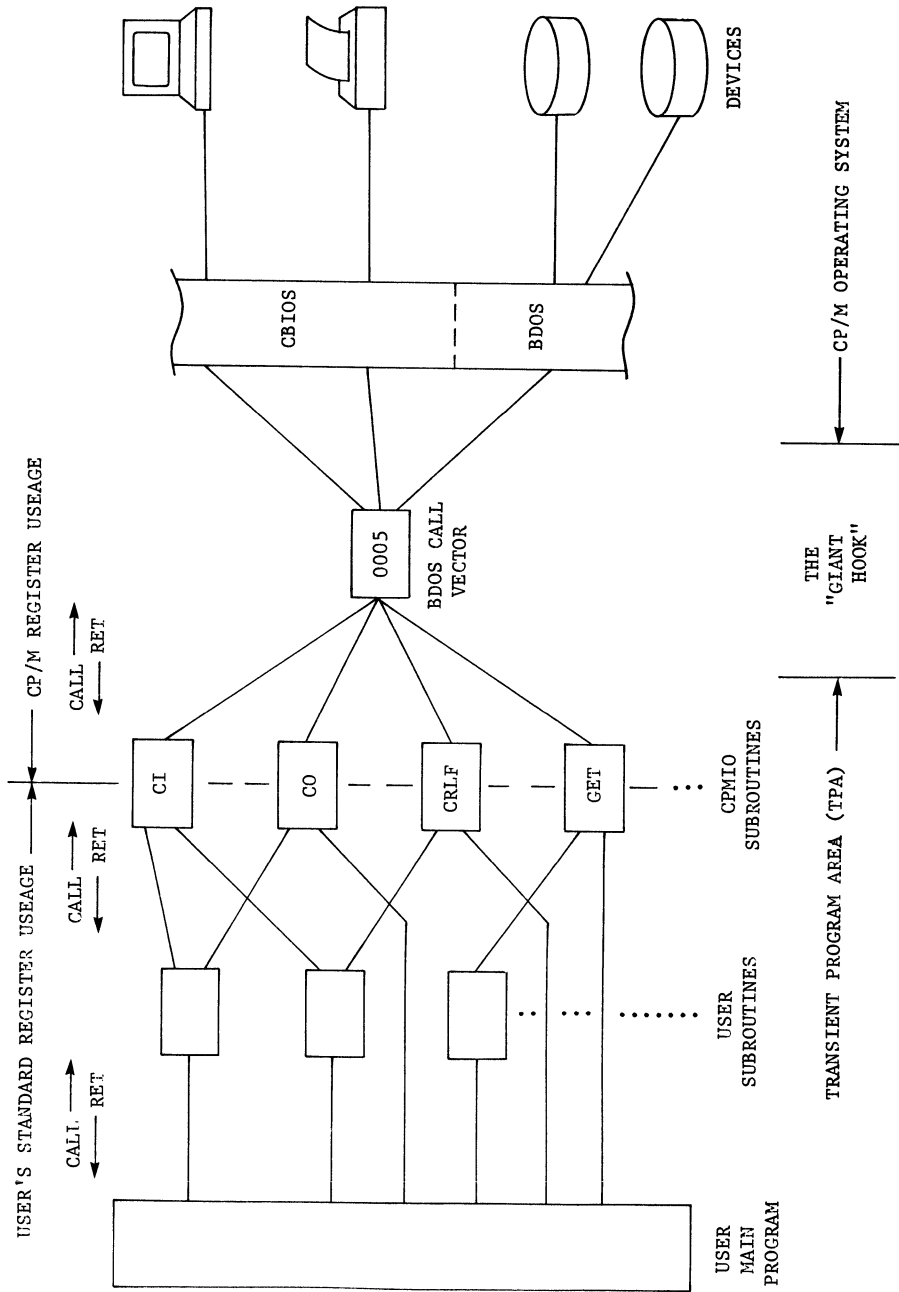 USER'S STANDARD REGISTER USEAGE
CP/M REGISTER USEAGE
CALL
RET
CALL
RET
CALL
RET
CI
CO
CRLF
GET
0005
BDOS CALL
VECTOR
CBIOS
BDOS
USER
MAIN
PROGRAM
USER
SUBROUTINES
CPMIO
SUBROUTINES
DEVICES
TRANSIENT PROGRAM AREA (TPA)
THE
"GIANT
HOOK"
CP/M OPERATING SYSTEM